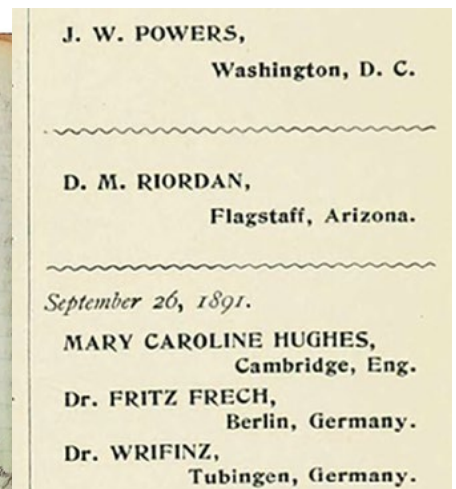 J. W. POWERS,
Washington, D. C.
D. M. RIORDAN,
Flagstaff, Arizona.
September 26, 1891.
MARY CAROLINE HUGHES,
Cambridge, Eng.
Dr. FRITZ FRECH,
Berlin, Germany.
Dr. WRIFINZ,
Tubingen, Germany.